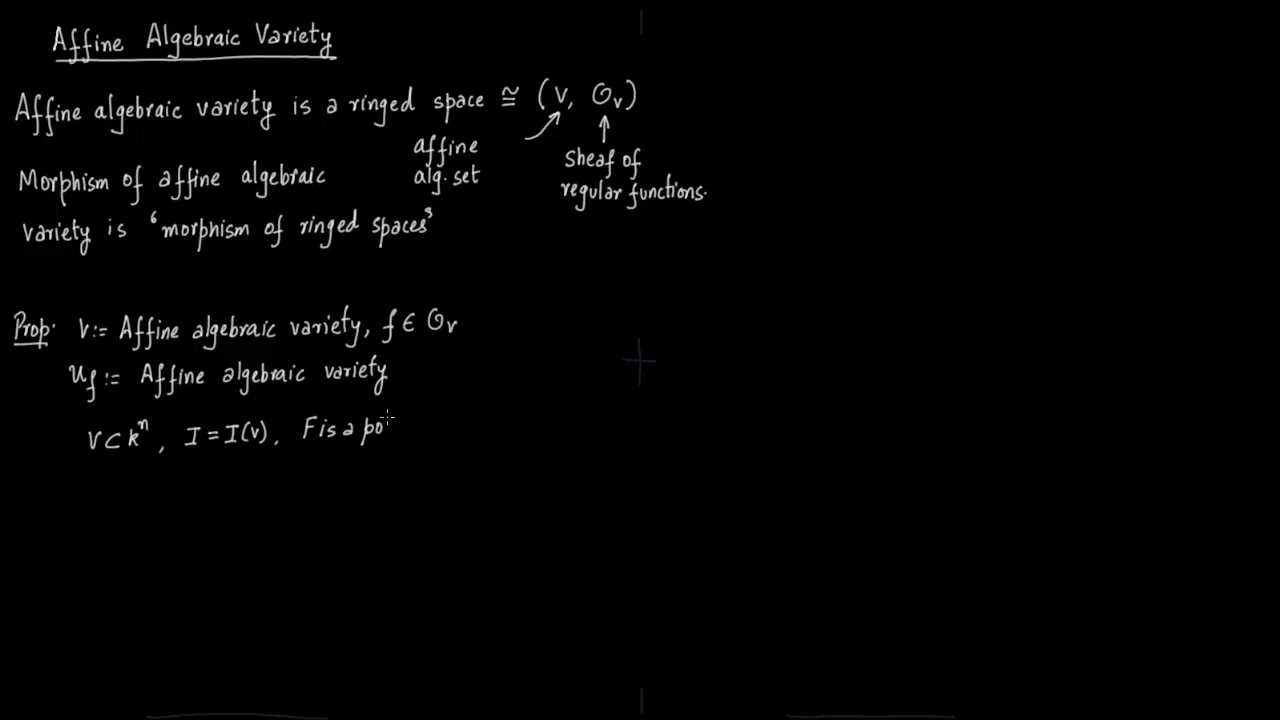 Affine Algebraic Variety
Affine algebraic variety is a ringed space ≅ (V, 𝒪v)
affine
alg. set
Sheaf of
regular functions.
Morphism of affine algebraic
variety is ‘morphism of ringed spaces’
Prop. V := Affine algebraic variety, f ∈ 𝒪v
Uf := Affine algebraic variety
V ⊂ kⁿ, I = I(V), F is a po